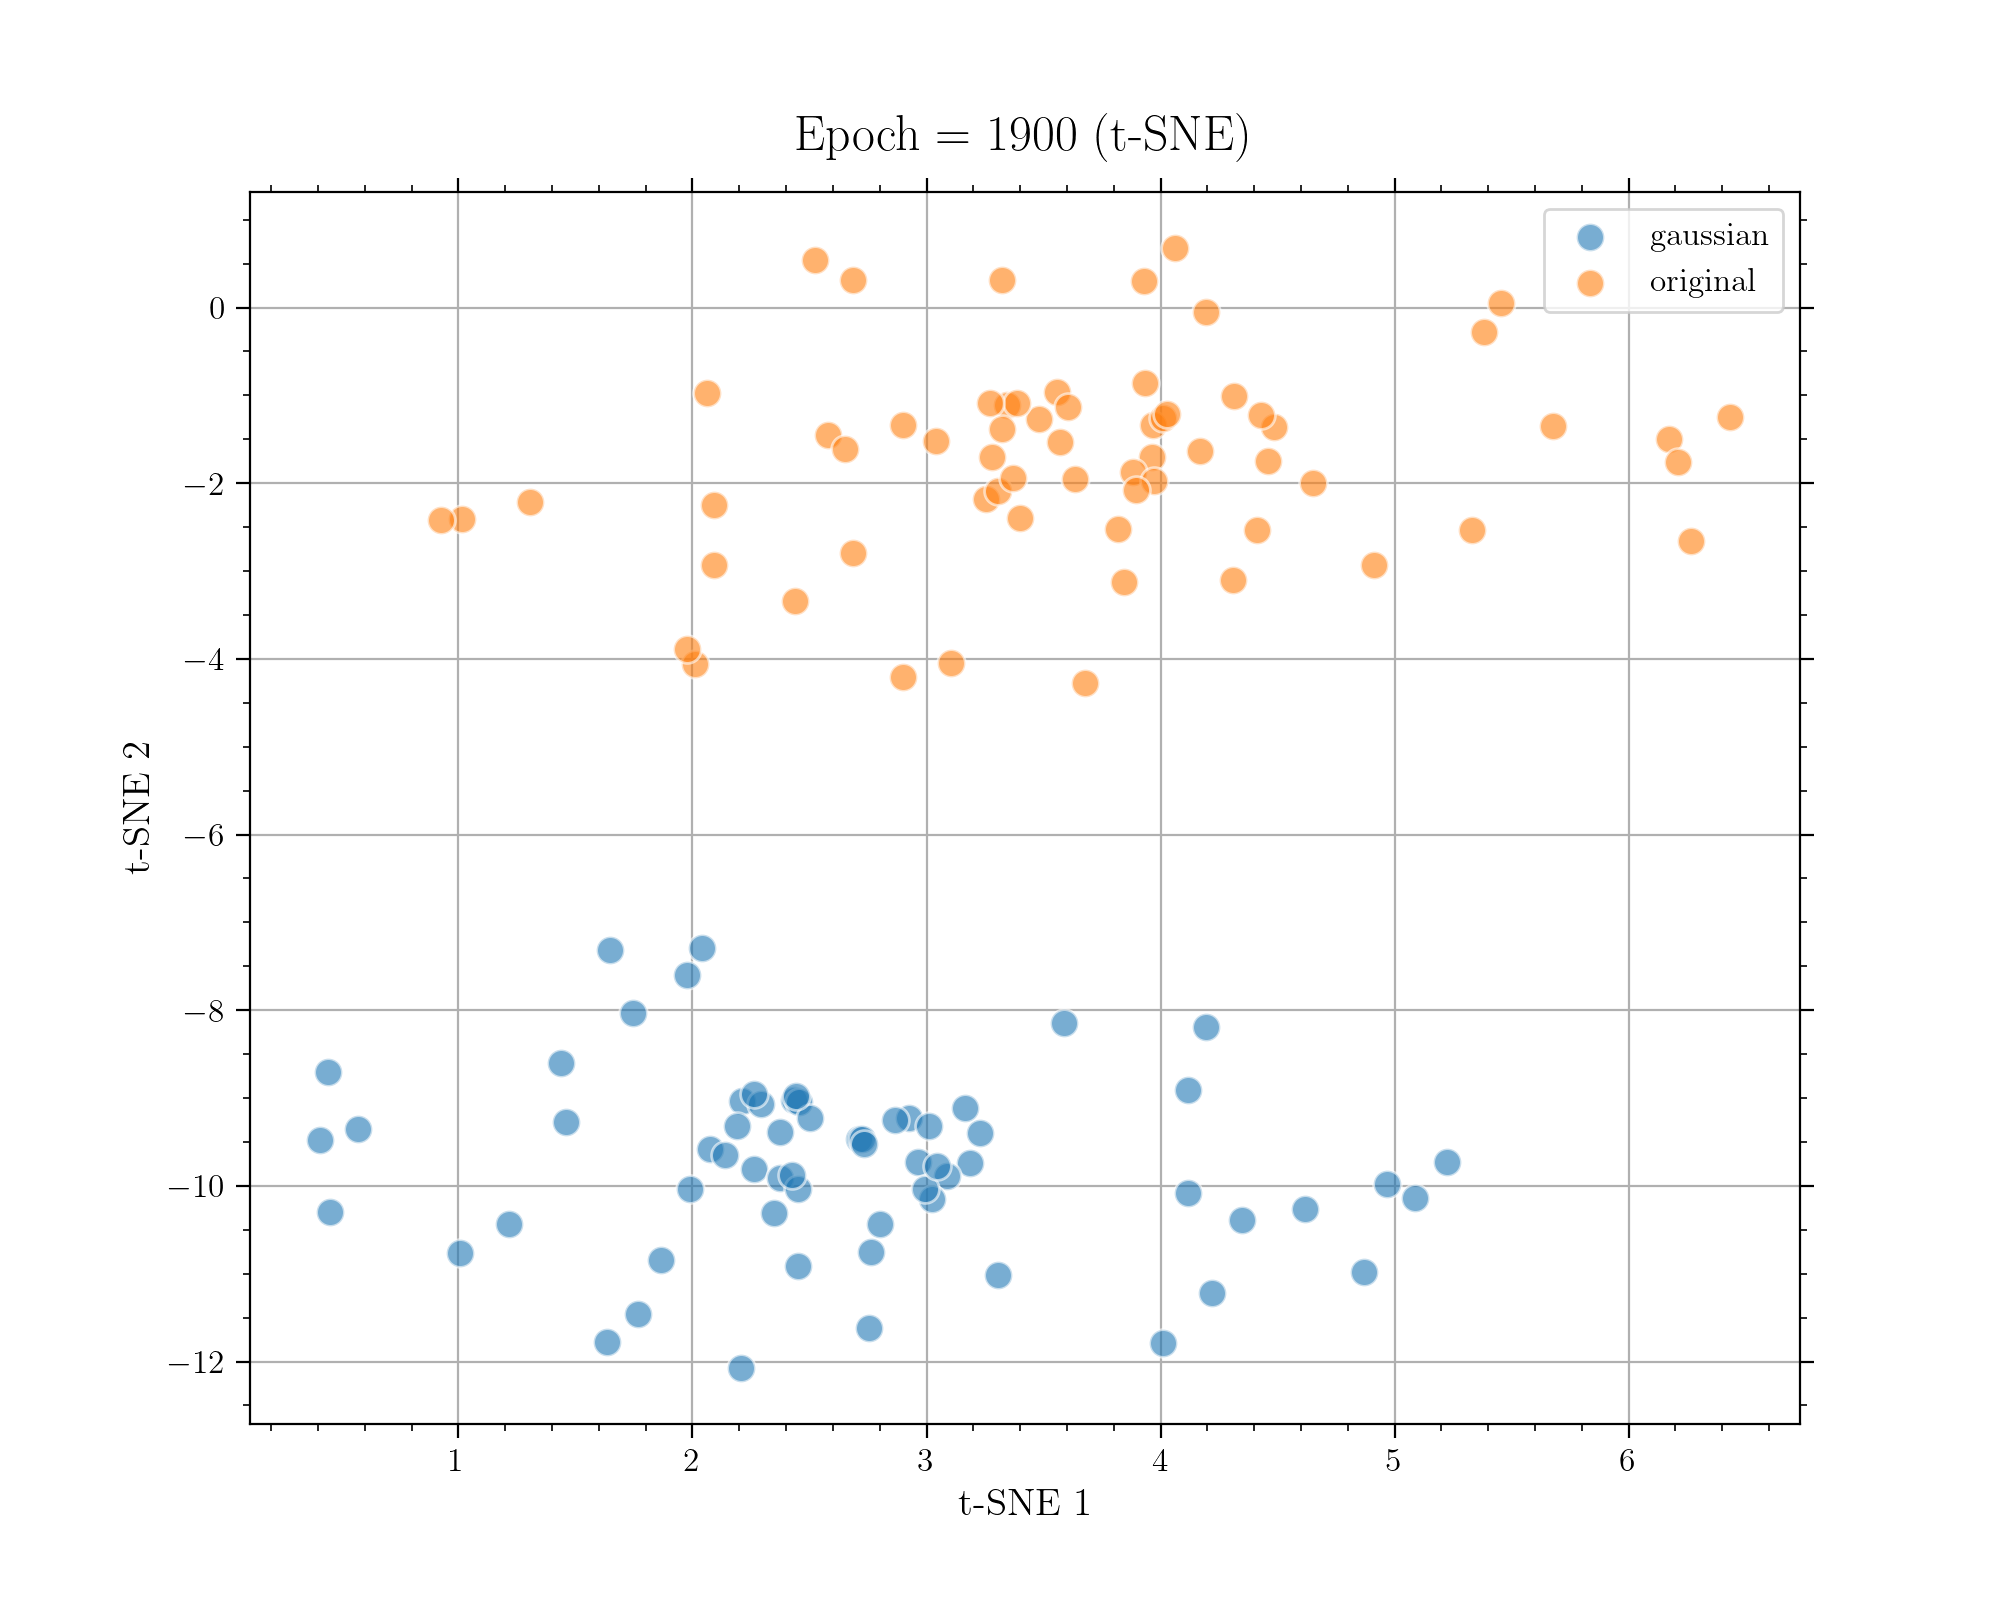 Epoch = 1900 (t-SNE)
gaussian
original
0
−2
−4
−6
−8
−10
−12
t-SNE 2
1 2 3 4 5 6
t-SNE 1